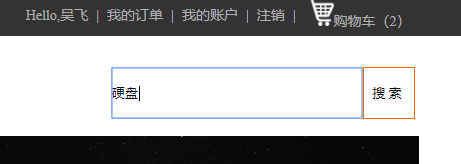 Hello,吴飞 | 我的订单 | 我的账户 | 注销 | 购物车（2）
硬盘 搜 索